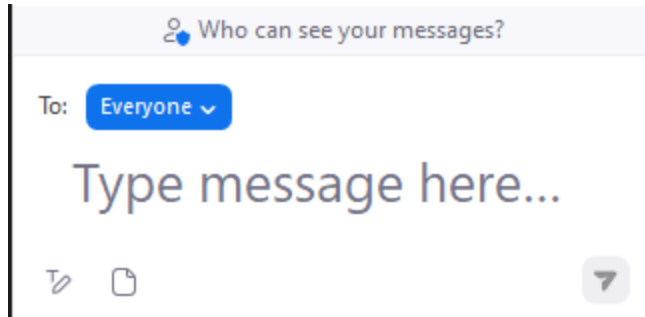 Who can see your messages?
To: Everyone
Type message here...
T